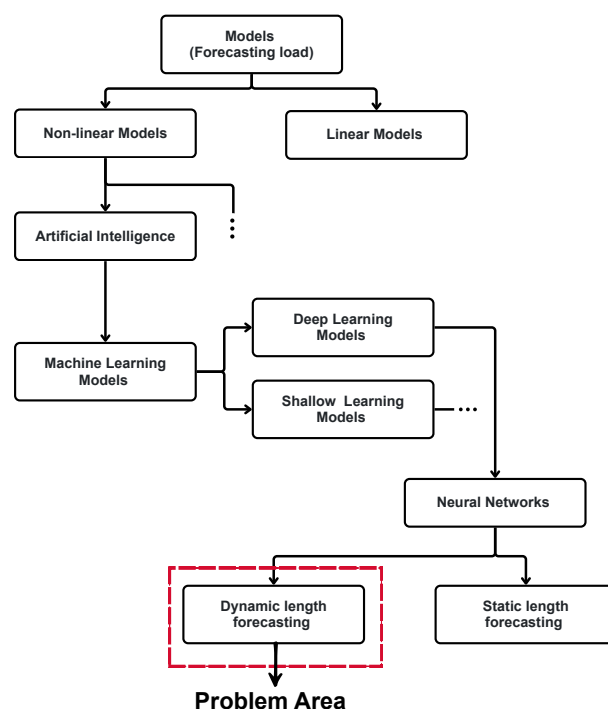 Models
(Forecasting load)
Non-linear Models
Linear Models
Artificial Intelligence
Deep Learning
Models
Machine Learning
Models
Shallow Learning
Models
Neural Networks
Dynamic length
forecasting
Static length
forecasting
Problem Area